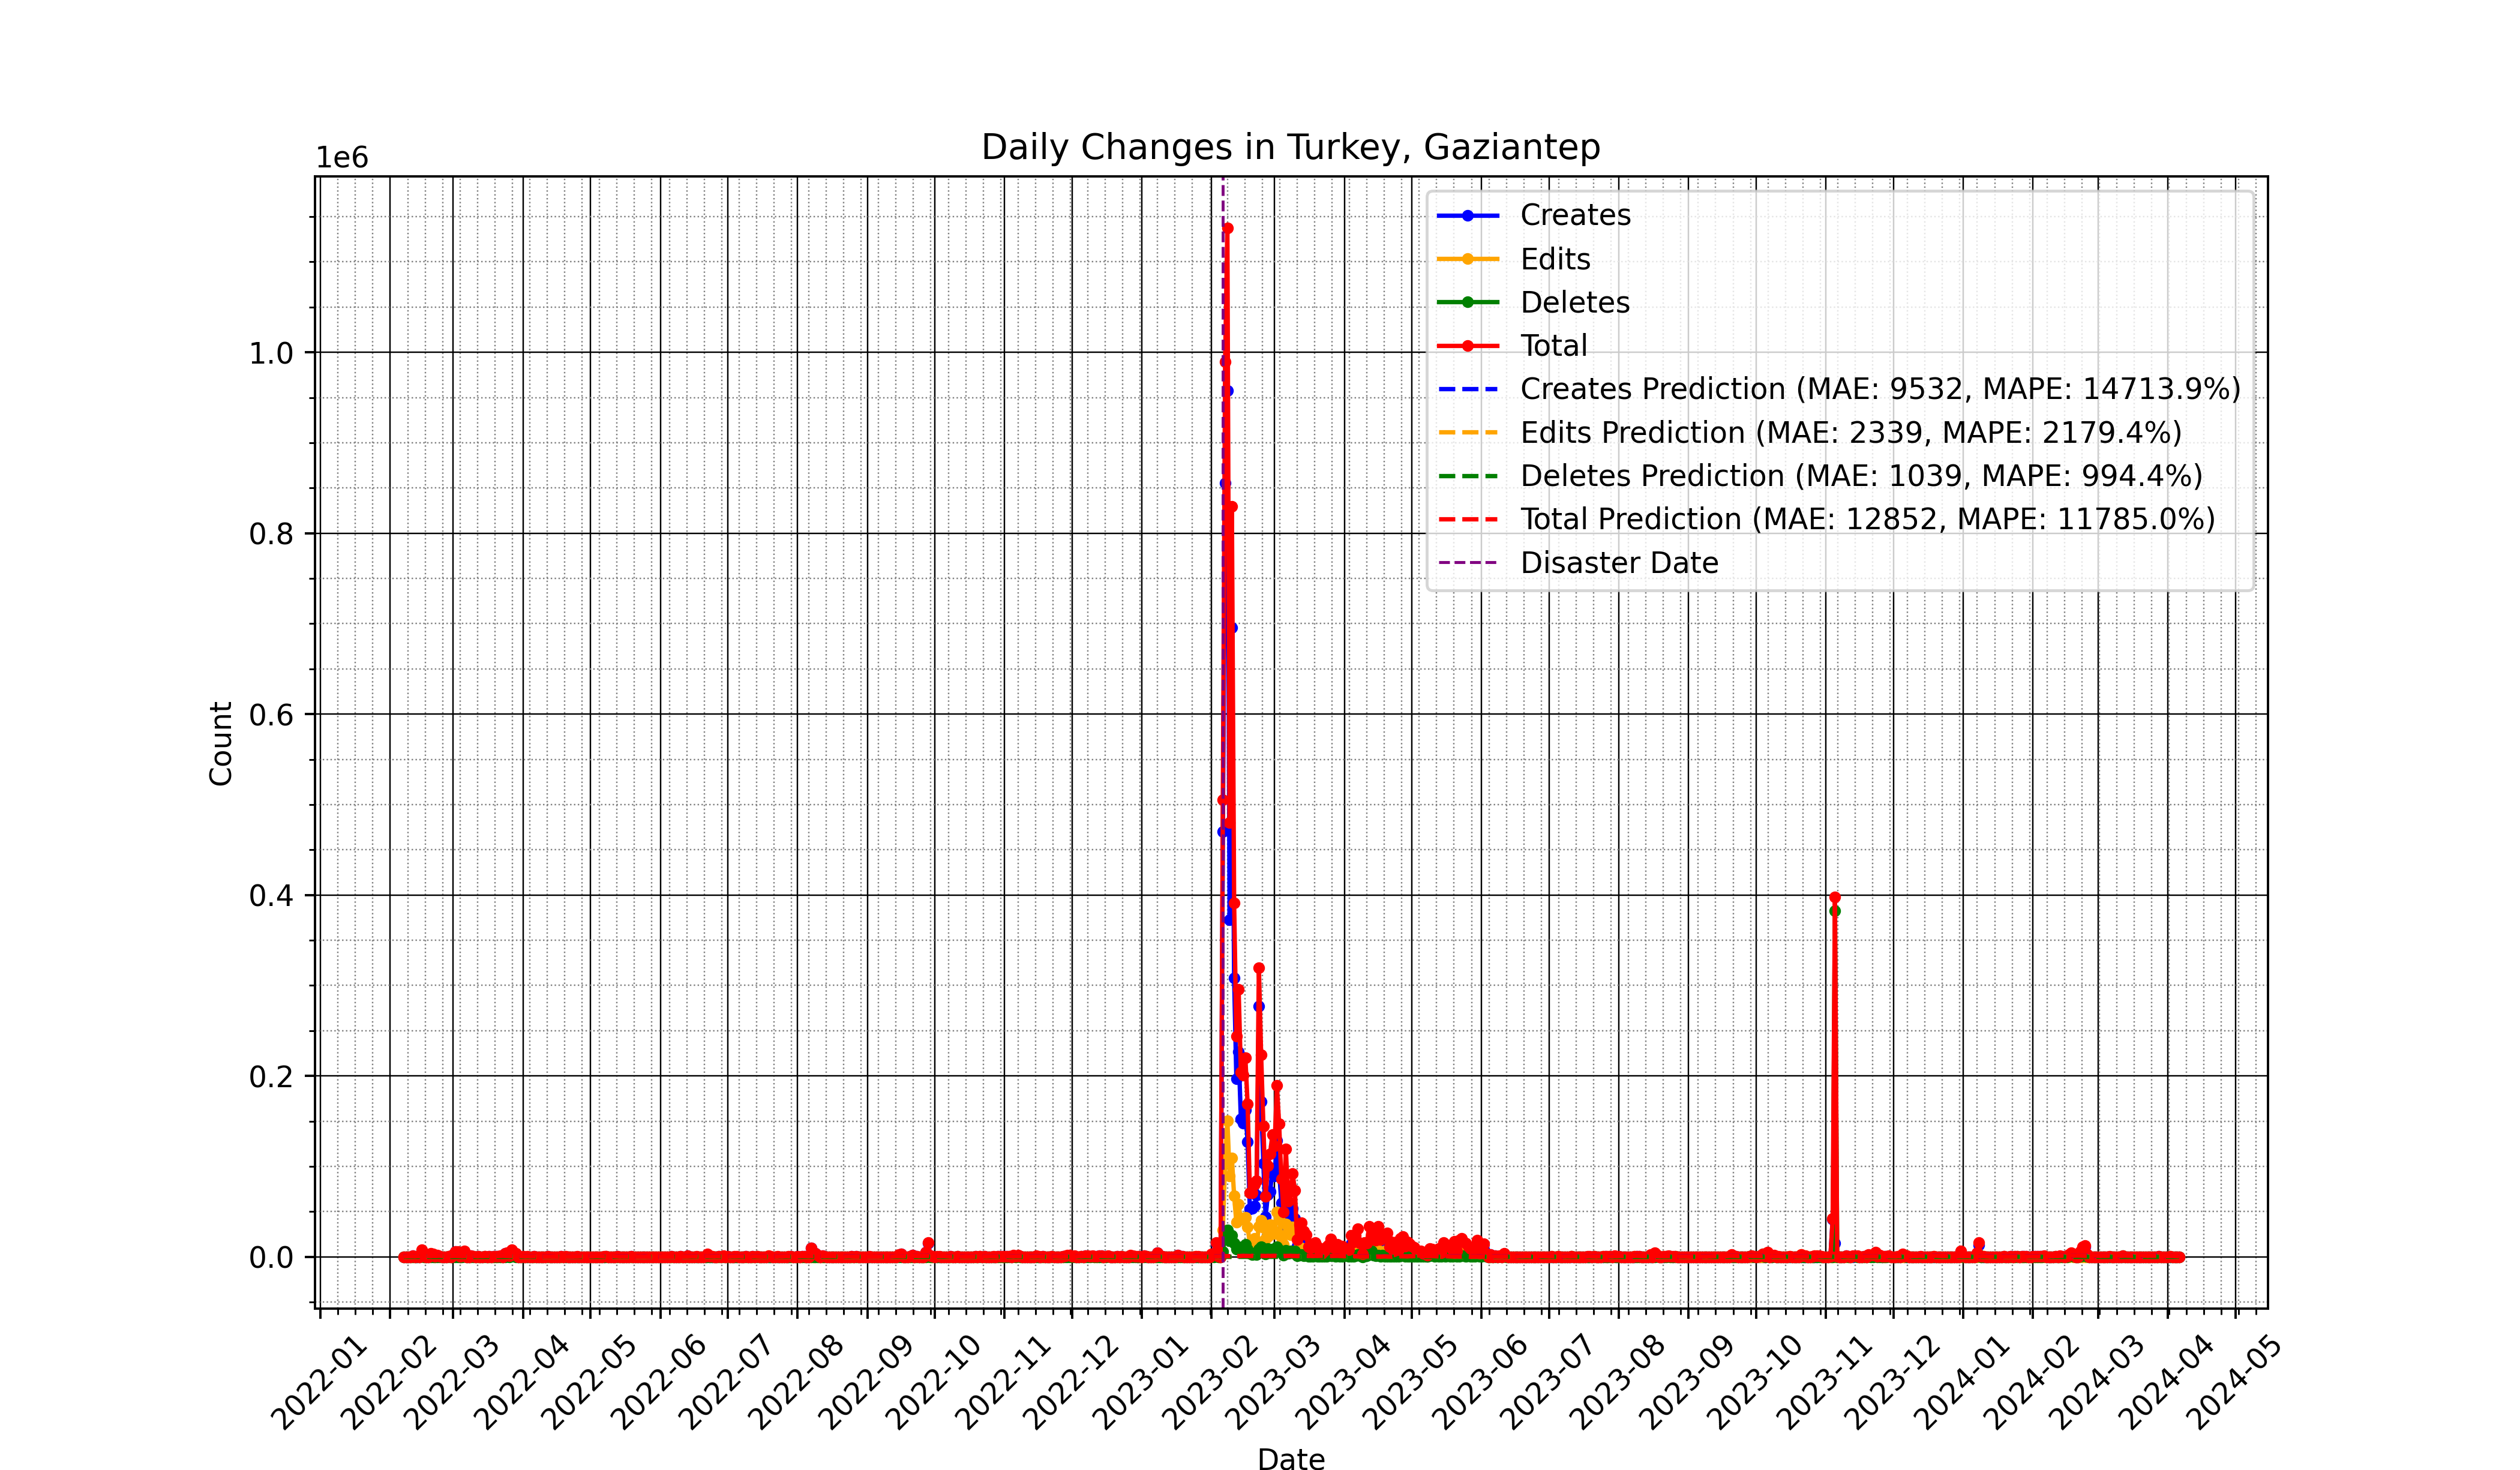 Daily Changes in Turkey, Gaziantep
1e6
Creates
Edits
Deletes
Total
Creates Prediction (MAE: 9532, MAPE: 14713.9%)
Edits Prediction (MAE: 2339, MAPE: 2179.4%)
Deletes Prediction (MAE: 1039, MAPE: 994.4%)
Total Prediction (MAE: 12852, MAPE: 11785.0%)
Disaster Date
1.0
0.8
0.6
0.4
0.2
0.0
Count
2022-01 2022-02 2022-03 2022-04 2022-05 2022-06 2022-07 2022-08 2022-09 2022-10 2022-11 2022-12 2023-01 2023-02 2023-03 2023-04 2023-05 2023-06 2023-07 2023-08 2023-09 2023-10 2023-11 2023-12 2024-01 2024-02 2024-03 2024-04 2024-05
Date